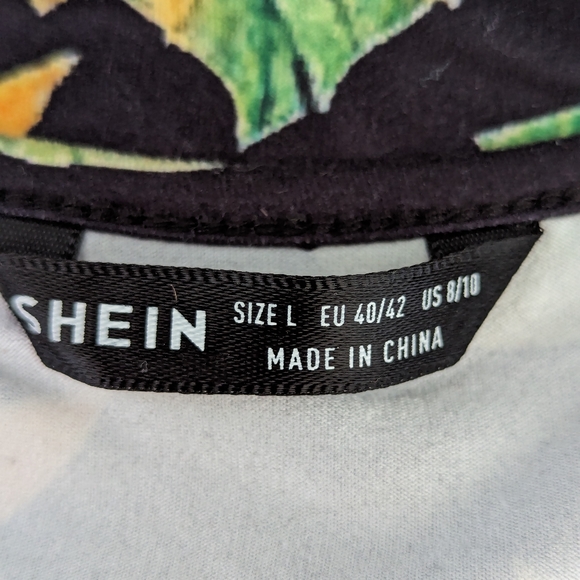 SHEIN
SIZE L EU 40/42 US 8/10
MADE IN CHINA